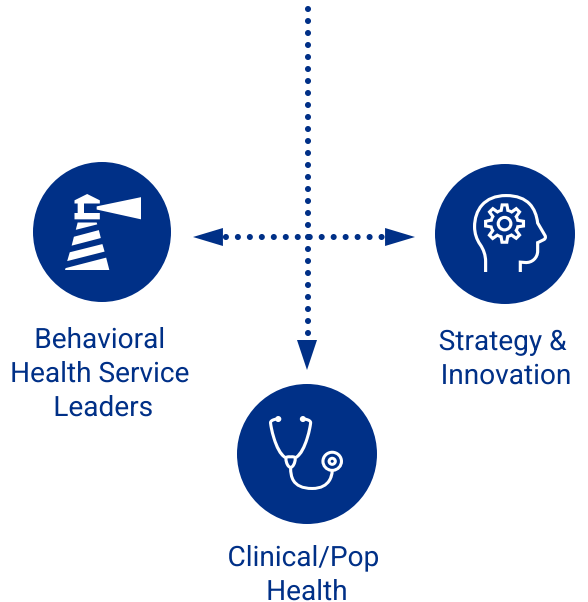 Behavioral
Health Service
Leaders
Strategy &
Innovation
Clinical/Pop
Health